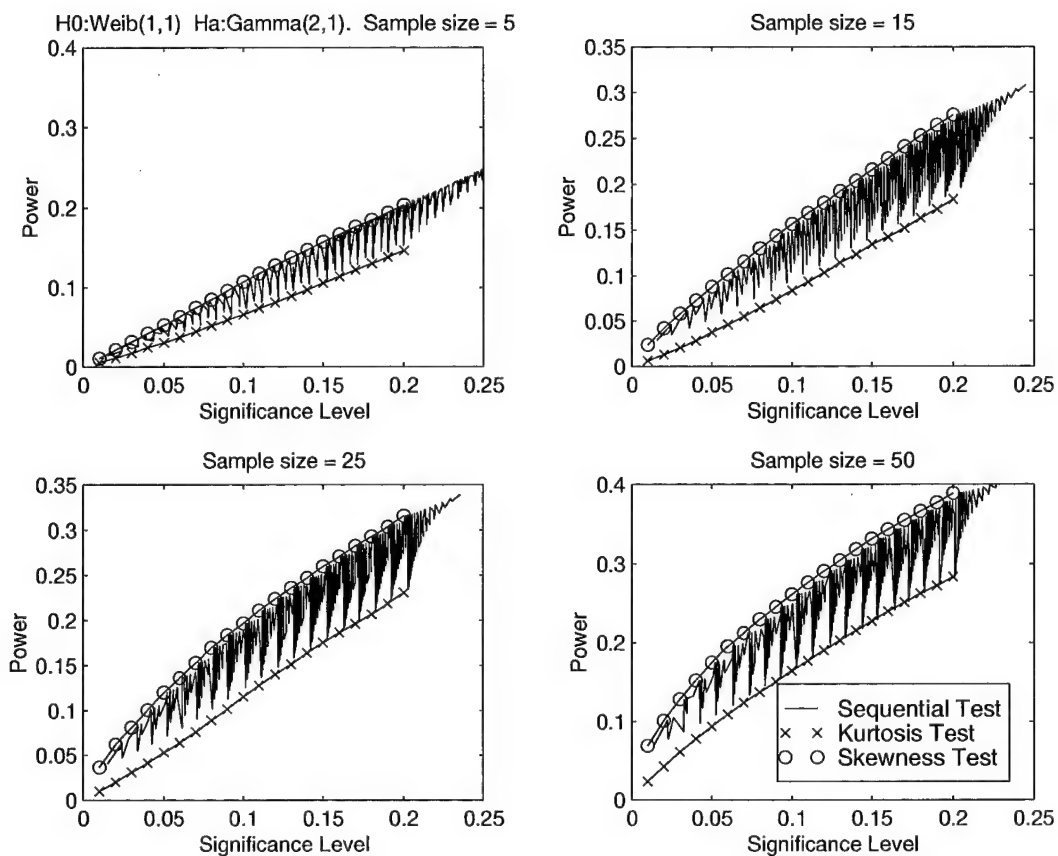 H0:Weib(1,1) Ha:Gamma(2,1). Sample size = 5
0.4
0.3
0.2
0.1
0
Power
0 0.05 0.1 0.15 0.2 0.25
Significance Level
Sample size = 15
0.35
0.3
0.25
0.2
0.15
0.1
0.05
0
Power
0 0.05 0.1 0.15 0.2 0.25
Significance Level
Sample size = 25
0.35
0.3
0.25
0.2
0.15
0.1
0.05
0
Power
0 0.05 0.1 0.15 0.2 0.25
Significance Level
Sample size = 50
0.4
0.3
0.2
0.1
0
Power
Sequential Test
Kurtosis Test
Skewness Test
0 0.05 0.1 0.15 0.2 0.25
Significance Level